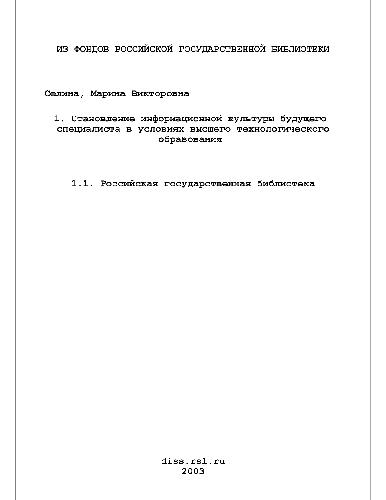 ИЗ ФОНДОВ РОССИЙСКОЙ ГОСУДАРСТВЕННОЙ БИБЛИОТЕКИ
Селина, Марина Викторовна
1. Становление информационной культуры будущего
специалиста в условиях высшего технологического
образования
1.1. Российская государственная библиотека
diss.rsl.ru
2003